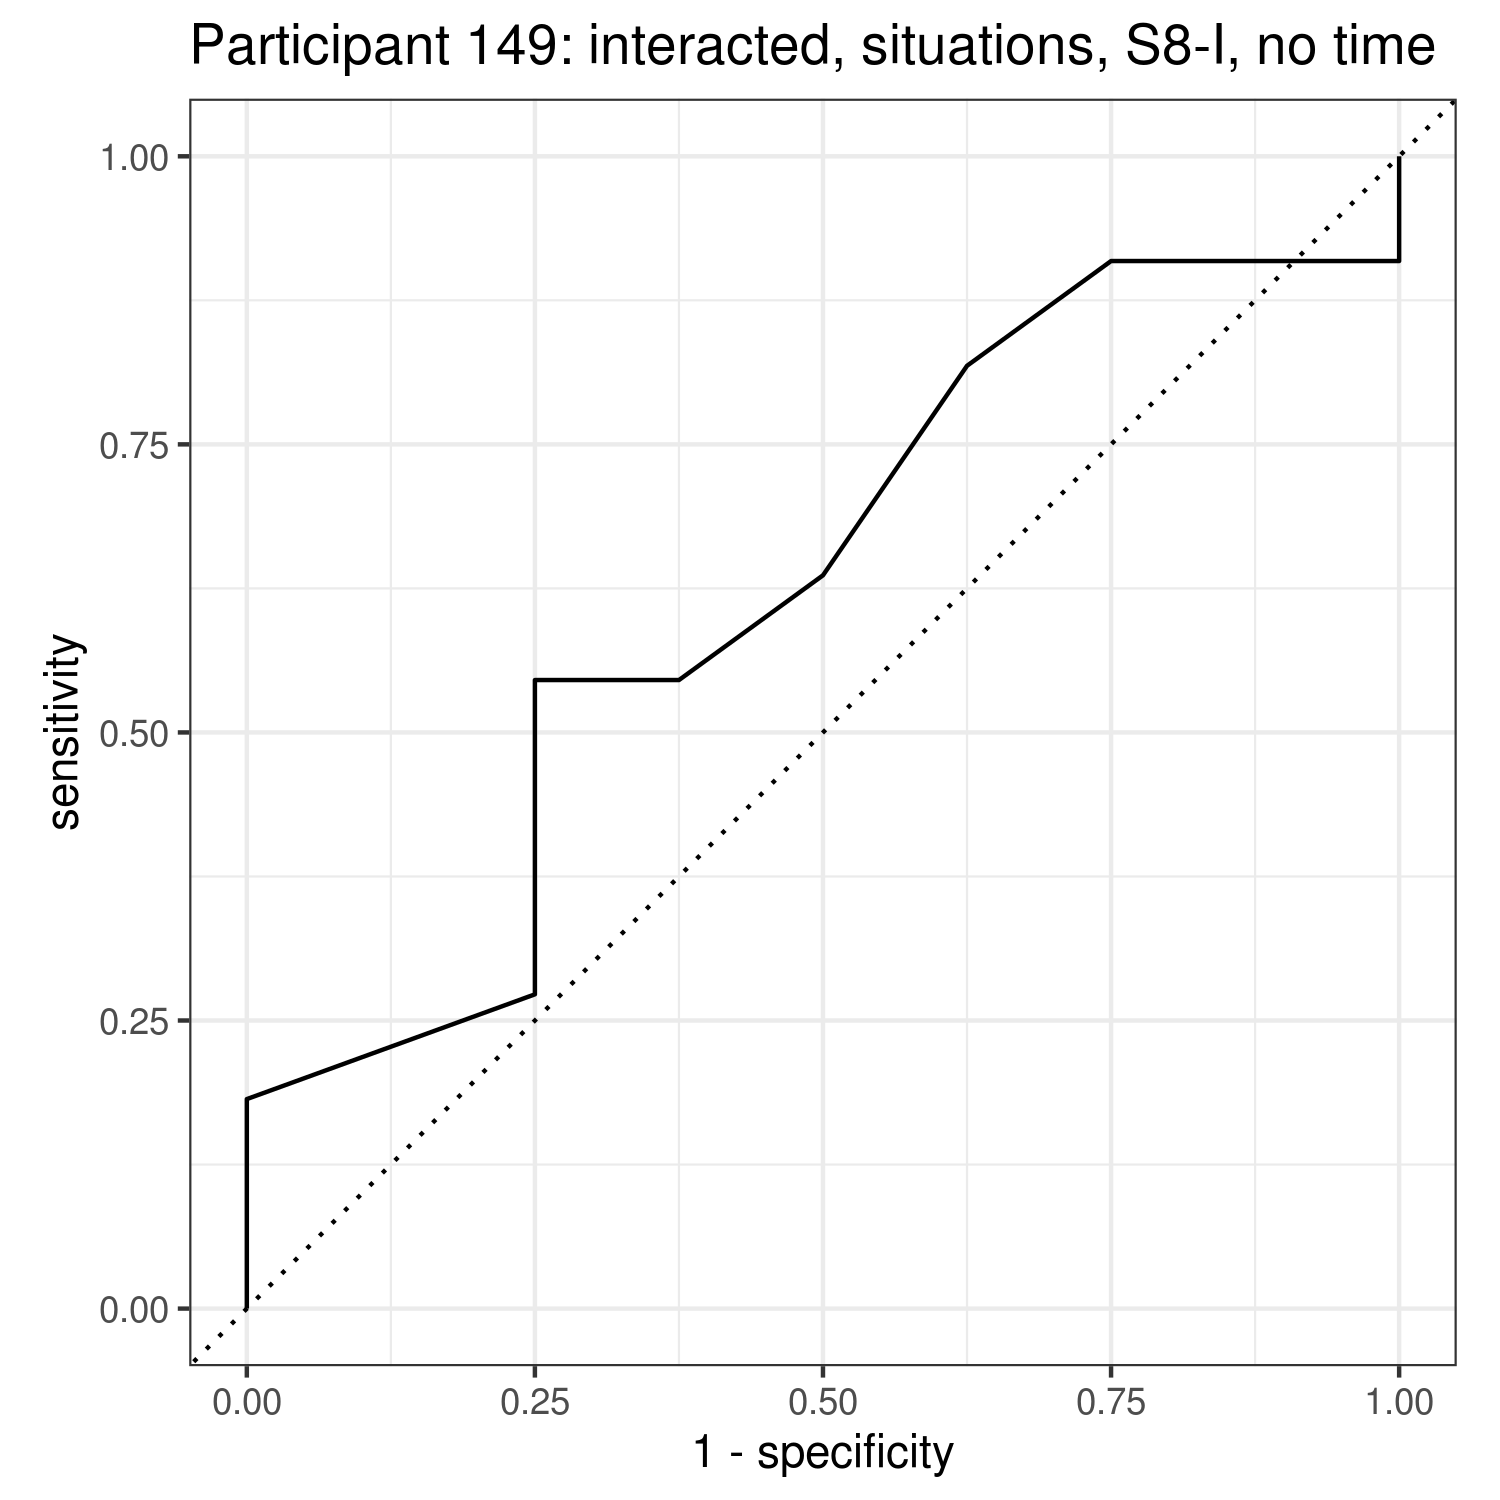 Participant 149: interacted, situations, S8-I, no time
1.00
0.75
0.50
0.25
0.00
sensitivity
0.00 0.25 0.50 0.75 1.00
1 - specificity